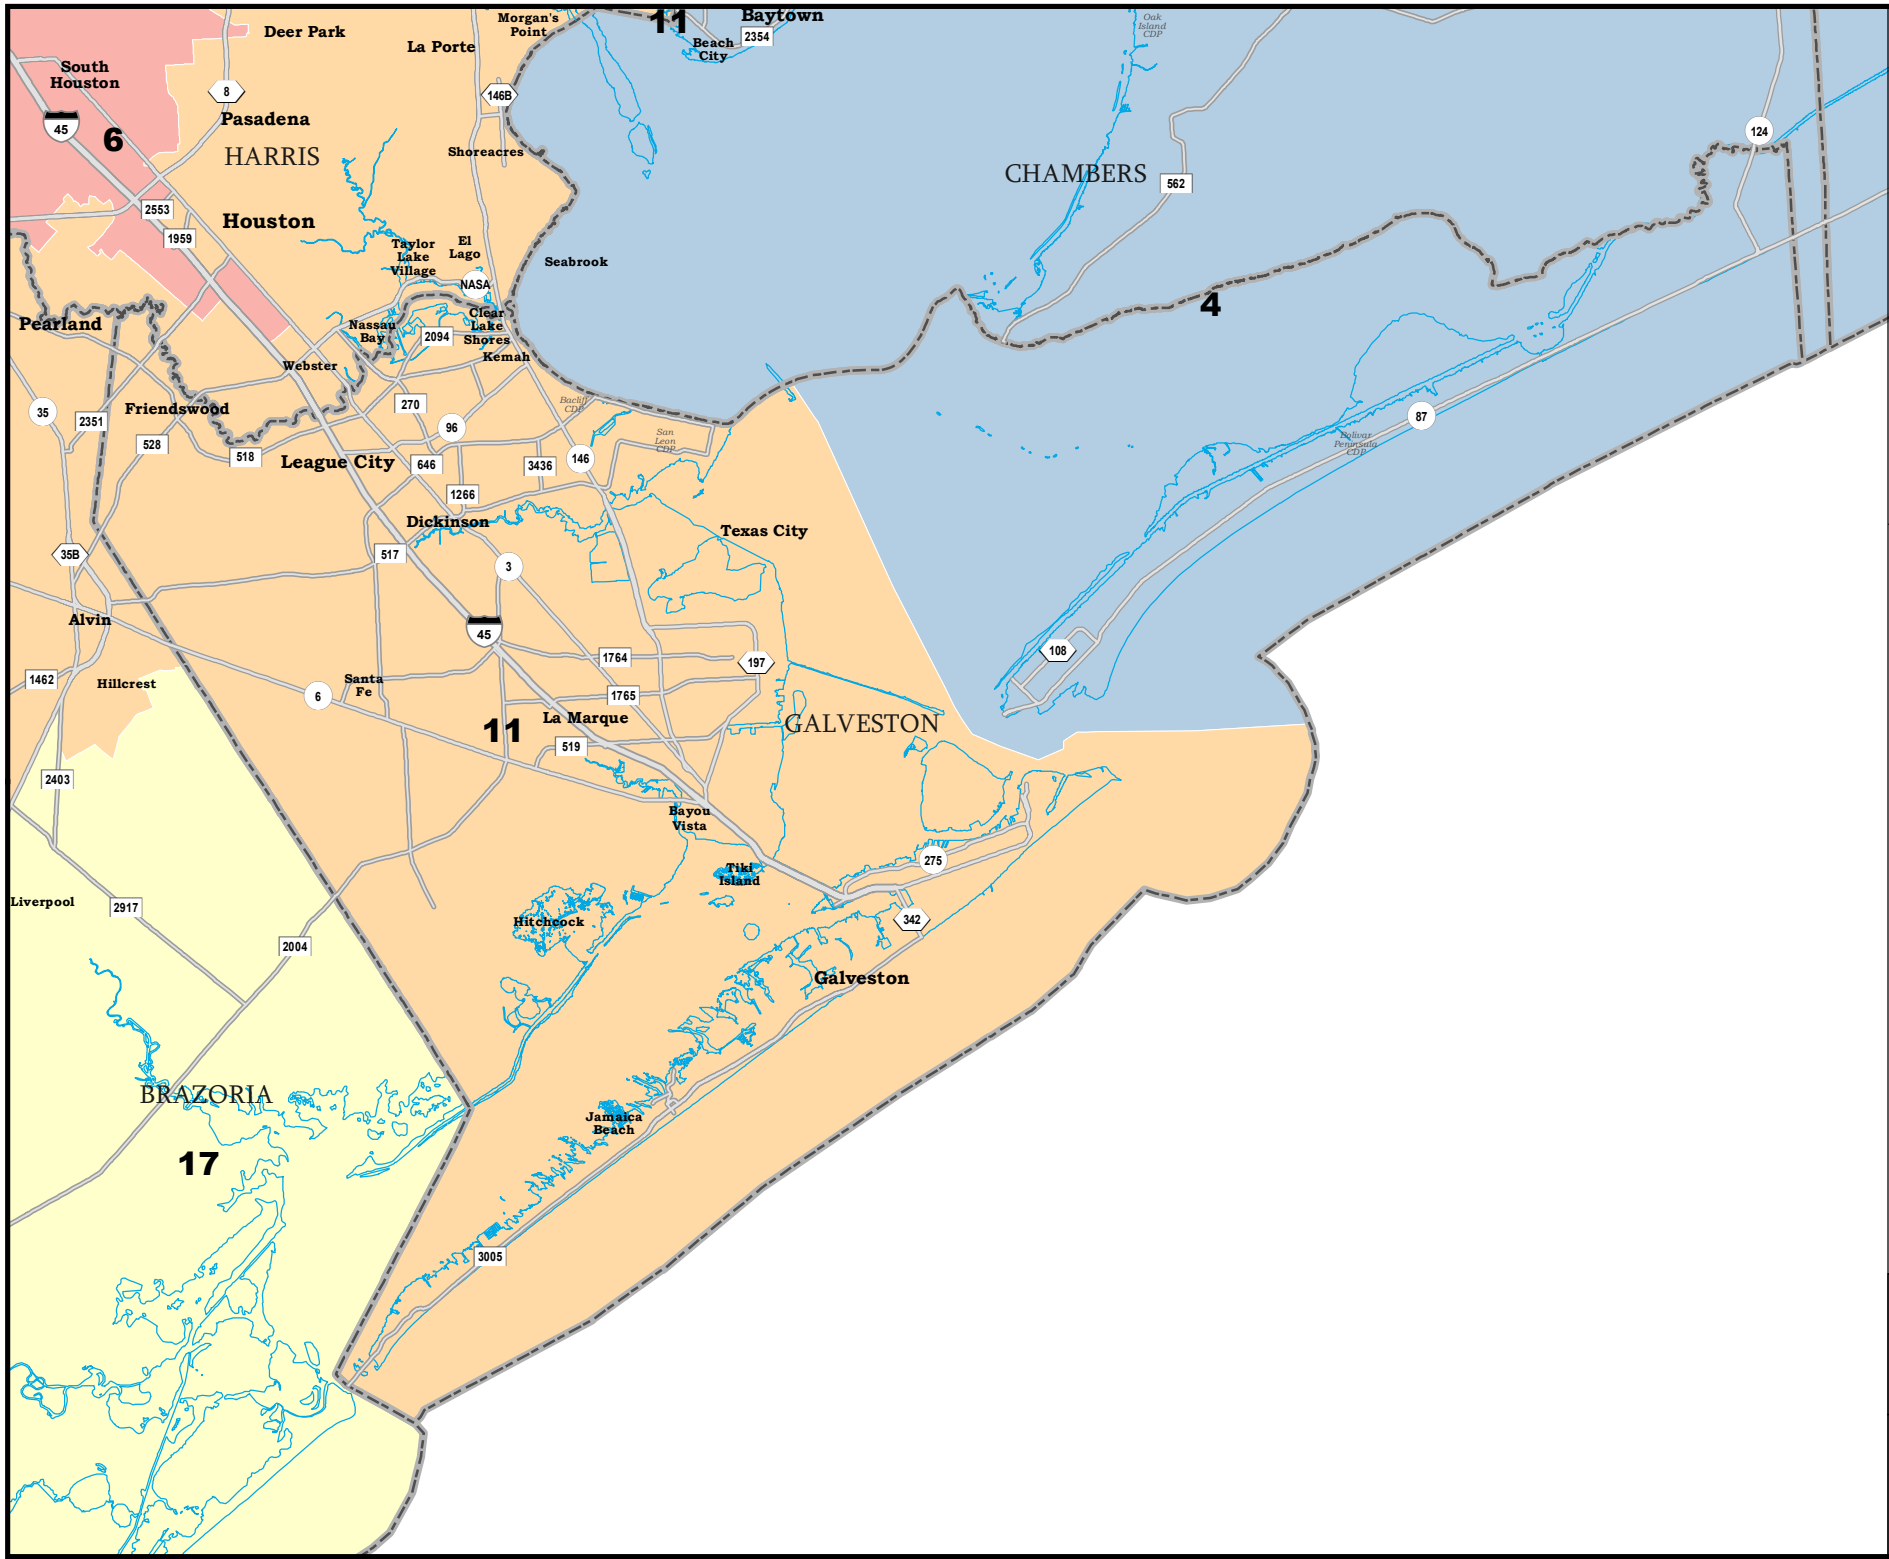 Morgan's
Point
11
Baytown
2354
Beach
City
Oak
Island
CDP
Deer Park
La Porte
South
Houston
8
146B
45
6
Pasadena
124
HARRIS
Shoreacres
CHAMBERS
562
2553
Houston
1959
Taylor
Lake
Village
El
Lago
Seabrook
NASA
4
Pearland
Nassau
Bay
2094
Clear
Lake
Shores
Kemah
Webster
35
2351
Friendswood
270
Bacliff
CDP
87
528
518
96
San
Leon
CDP
Bolivar
Peninsula
CDP
League City
646
3436
146
1266
Dickinson
Texas City
35B
517
3
Alvin
45
108
1462
Hillcrest
1764
197
6
Santa
Fe
1765
11
La Marque
GALVESTON
519
2403
Bayou
Vista
275
Tiki
Island
Liverpool
2917
Hitchcock
342
2004
Galveston
BRAZORIA
Jamaica
Beach
17
3005